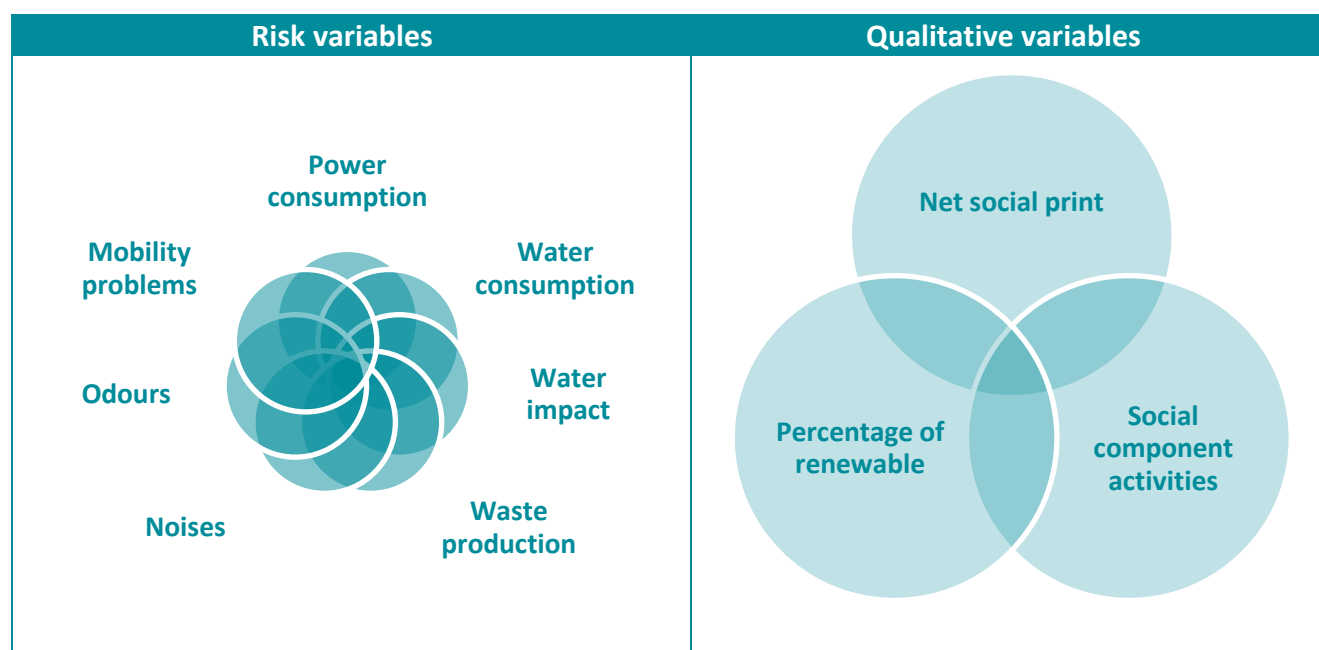 Risk variables
Qualitative variables
Power
consumption
Mobility
problems
Water
consumption
Odours
Water
impact
Noises
Waste
production
Net social print
Percentage of
renewable
Social
component
activities